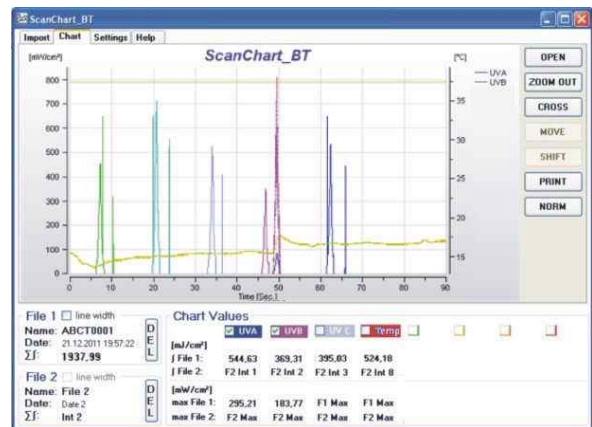 ScanChart_BT
Import Chart Settings Help
[mW/cm²] ScanChart_BT [°C]
UVA
UVB
800
700
600
500
400
300
200
100
0
35
30
25
20
15
0 10 20 30 40 50 60 70 80 90
Time [Sec.]
OPEN
ZOOM OUT
CROSS
MOVE
SHIFT
PRINT
NORM
File 1 line width
Name: ABCT0001
Date: 21.12.2011 19:57:22
Σ∫: 1937,99
DEL
File 2 line width
Name: File 2
Date: Date 2
Σ∫: Int 2
DEL
Chart Values
UVA UVB UV C Temp
[mJ/cm²]
∫ File 1: 544,63 369,31 395,03 524,18
∫ File 2: F2 Int 1 F2 Int 2 F2 Int 3 F2 Int 8
[mW/cm²]
max File 1: 295,21 183,77 F1 Max F1 Max
max File 2: F2 Max F2 Max F2 Max F2 Max